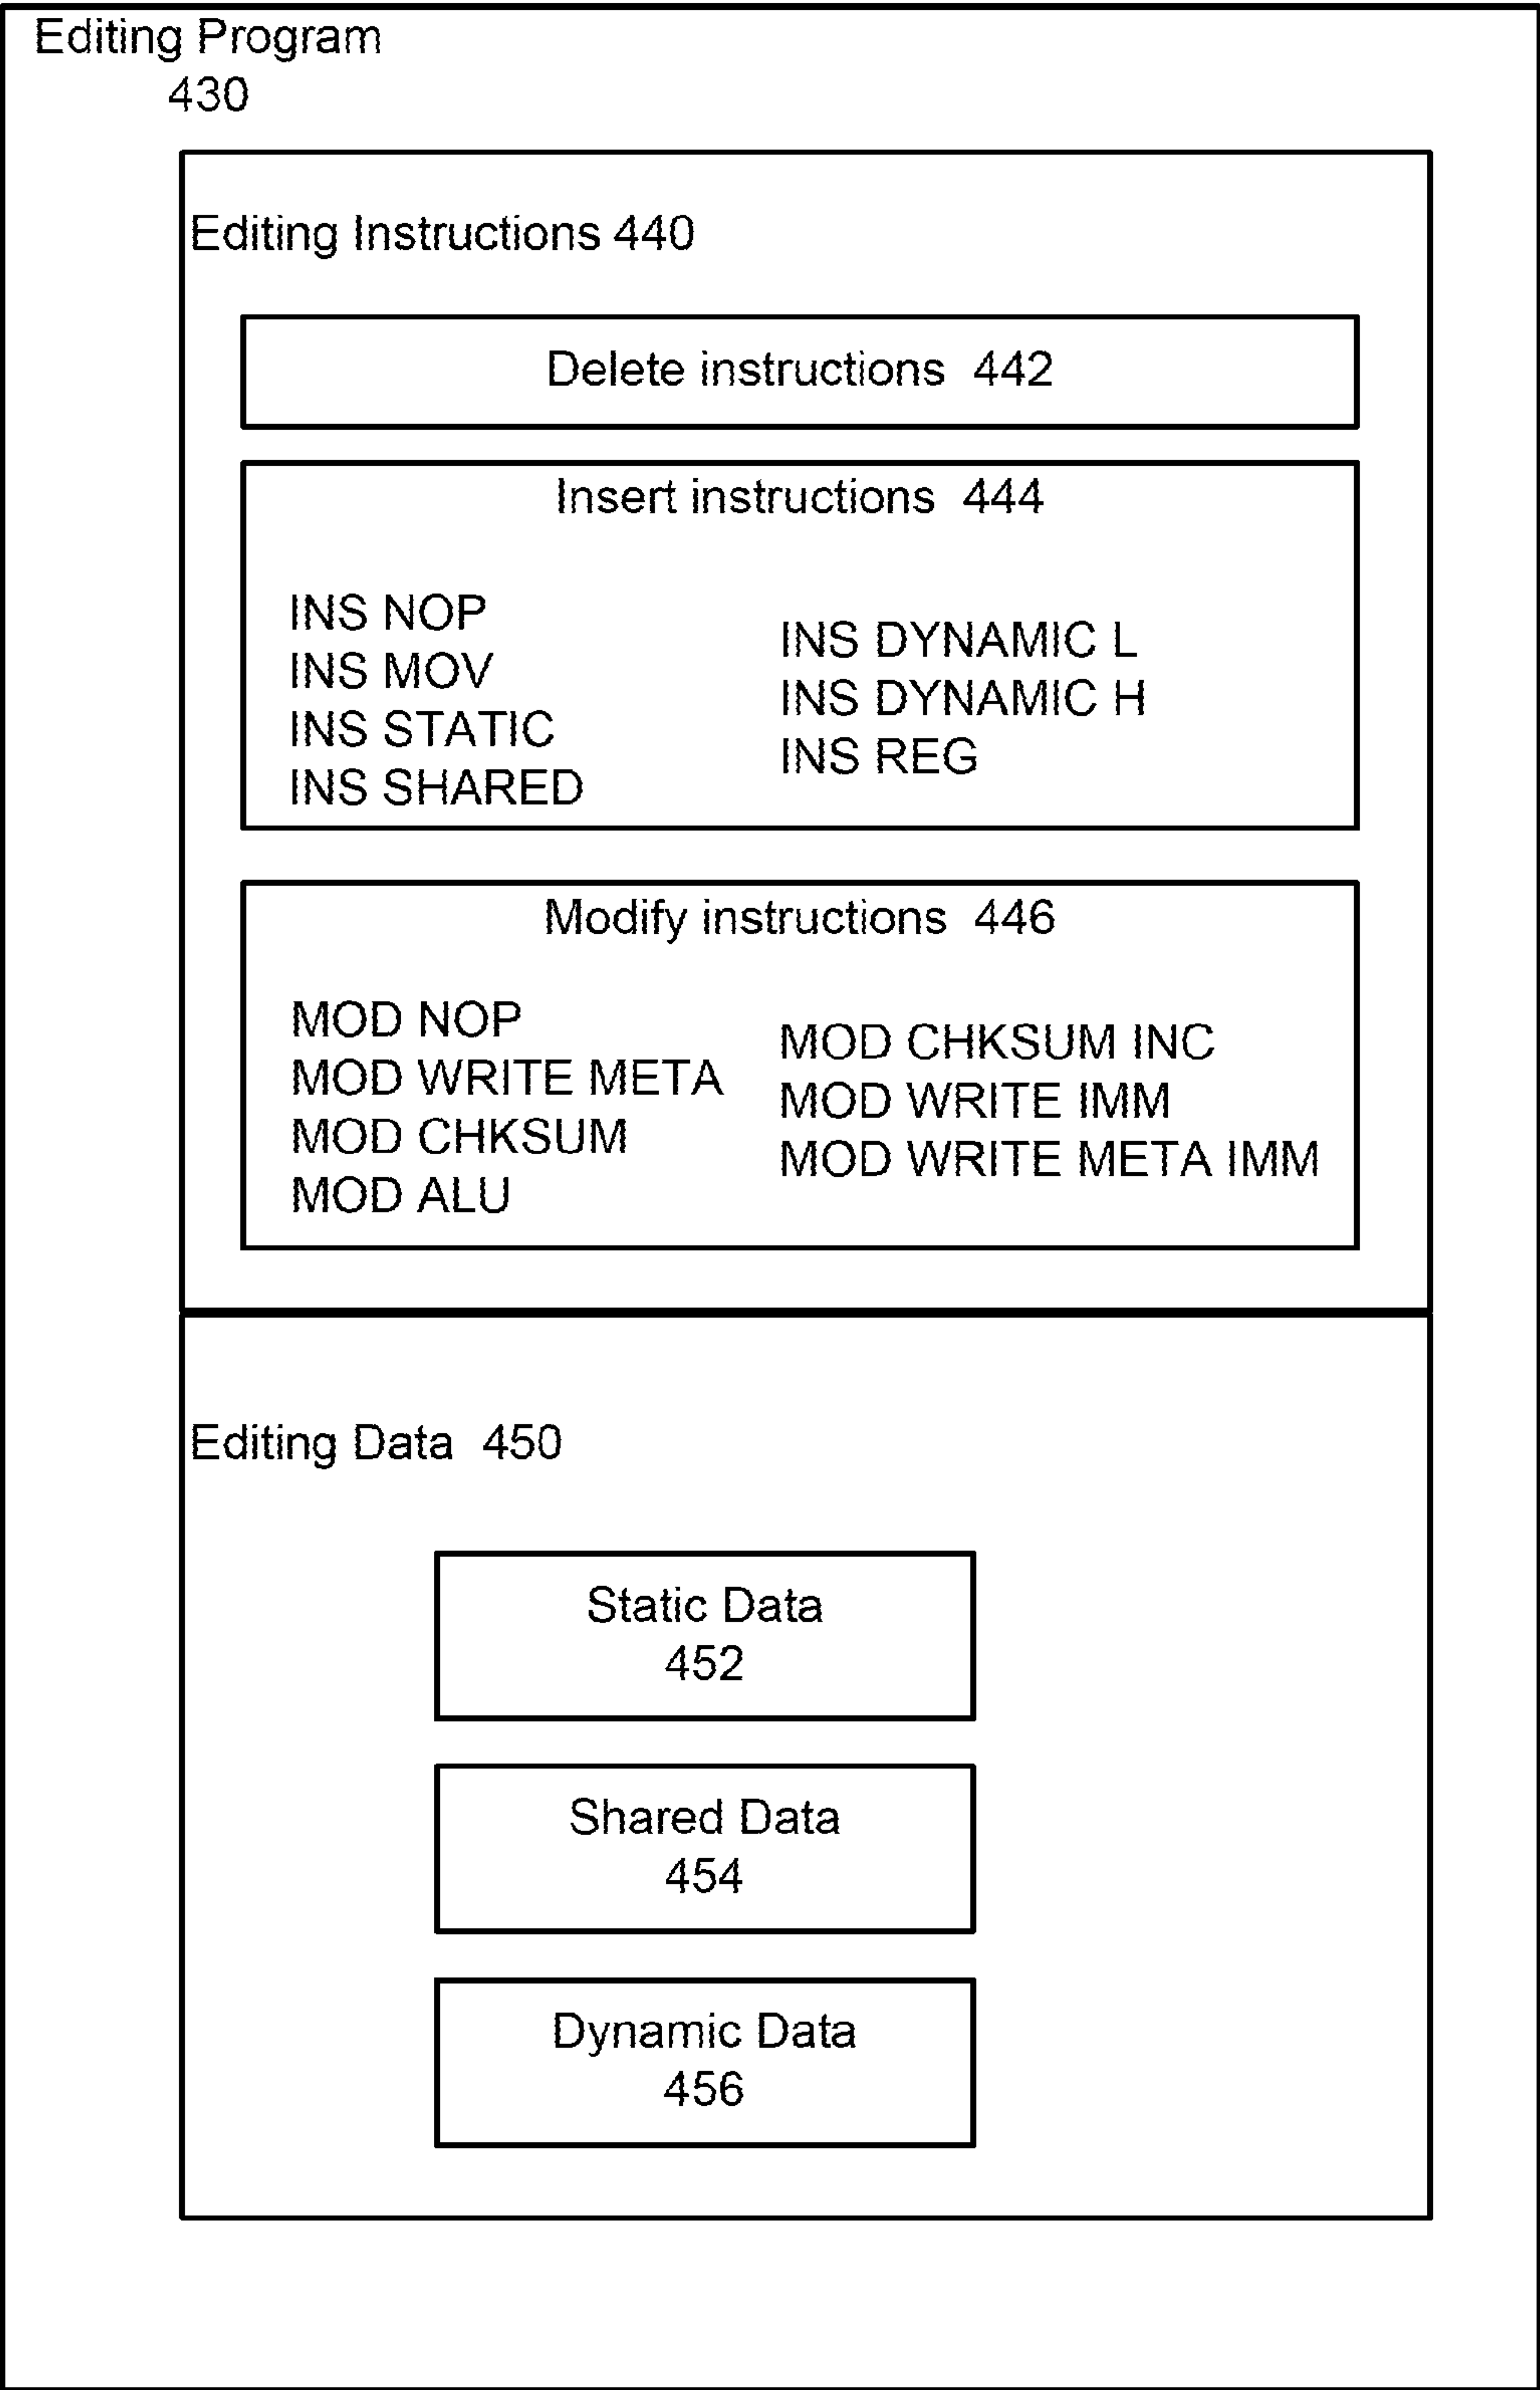 Editing Program
430
Editing Instructions 440
Delete instructions 442
Insert instructions 444
INS NOP
INS MOV
INS STATIC
INS SHARED
INS DYNAMIC L
INS DYNAMIC H
INS REG
Modify instructions 446
MOD NOP
MOD WRITE META
MOD CHKSUM
MOD ALU
MOD CHKSUM INC
MOD WRITE IMM
MOD WRITE META IMM
Editing Data 450
Static Data
452
Shared Data
454
Dynamic Data
456